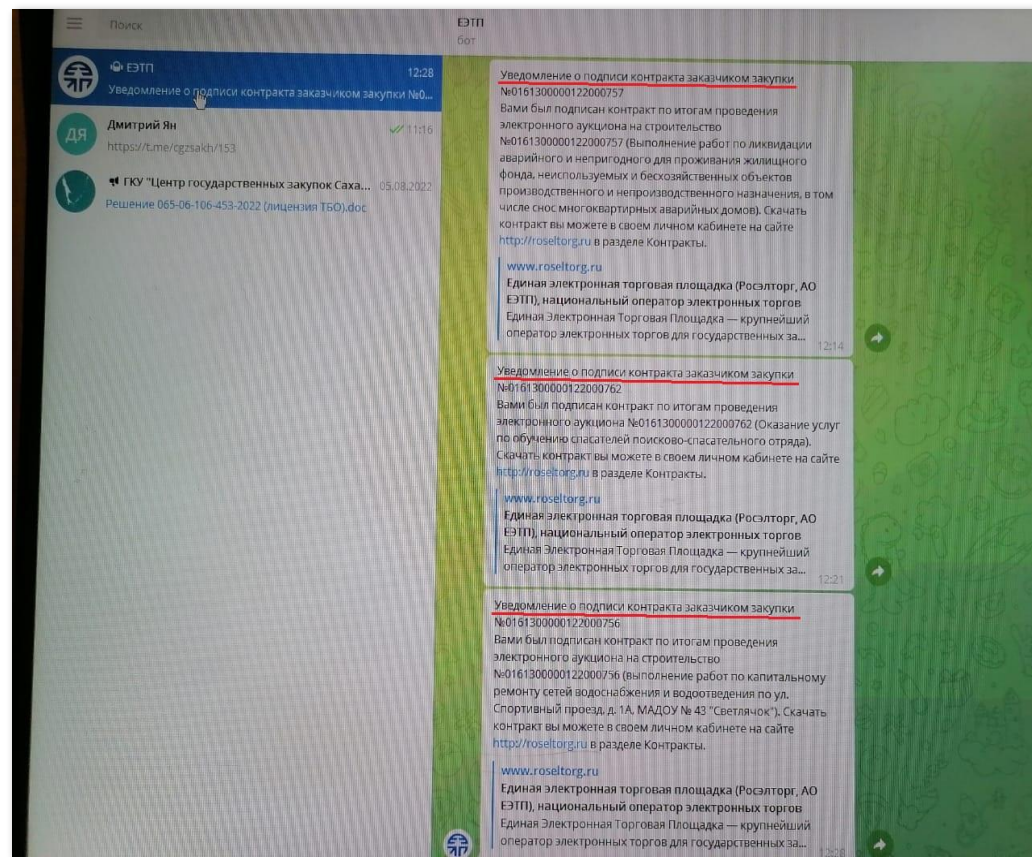 Поиск
ЕЭТП
бот
ЕЭТП
12:28
Уведомление о подписи контракта заказчиком закупки №0...
ДЯ
Дмитрий Ян
11:16
https://t.me/cgzsakh/153
ГКУ "Центр государственных закупок Саха...
05.08.2022
Решение 065-06-106-453-2022 (лицензия ТБО).doc
Уведомление о подписи контракта заказчиком закупки
№0161300000122000757
Вами был подписан контракт по итогам проведения
электронного аукциона на строительство
№0161300000122000757 (Выполнение работ по ликвидации
аварийного и непригодного для проживания жилищного
фонда, неиспользуемых и бесхозяйственных объектов
производственного и непроизводственного назначения, в том
числе снос многоквартирных аварийных домов). Скачать
контракт вы можете в своем личном кабинете на сайте
http://roseltorg.ru в разделе Контракты.
www.roseltorg.ru
Единая электронная торговая площадка (Росэлторг, АО
ЕЭТП), национальный оператор электронных торгов
Единая Электронная Торговая Площадка — крупнейший
оператор электронных торгов для государственных за...
12:14
Уведомление о подписи контракта заказчиком закупки
№0161300000122000762
Вами был подписан контракт по итогам проведения
электронного аукциона №0161300000122000762 (Оказание услуг
по обучению спасателей поисково-спасательного отряда).
Скачать контракт вы можете в своем личном кабинете на сайте
http://roseltorg.ru в разделе Контракты.
www.roseltorg.ru
Единая электронная торговая площадка (Росэлторг, АО
ЕЭТП), национальный оператор электронных торгов
Единая Электронная Торговая Площадка — крупнейший
оператор электронных торгов для государственных за...
12:21
Уведомление о подписи контракта заказчиком закупки
№0161300000122000756
Вами был подписан контракт по итогам проведения
электронного аукциона на строительство
№0161300000122000756 (выполнение работ по капитальному
ремонту сетей водоснабжения и водоотведения по ул.
Спортивный проезд, д. 1А, МАДОУ № 43 "Светлячок"). Скачать
контракт вы можете в своем личном кабинете на сайте
http://roseltorg.ru в разделе Контракты.
www.roseltorg.ru
Единая электронная торговая площадка (Росэлторг, АО
ЕЭТП), национальный оператор электронных торгов
Единая Электронная Торговая Площадка — крупнейший
оператор электронных торгов для государственных за...
12:28